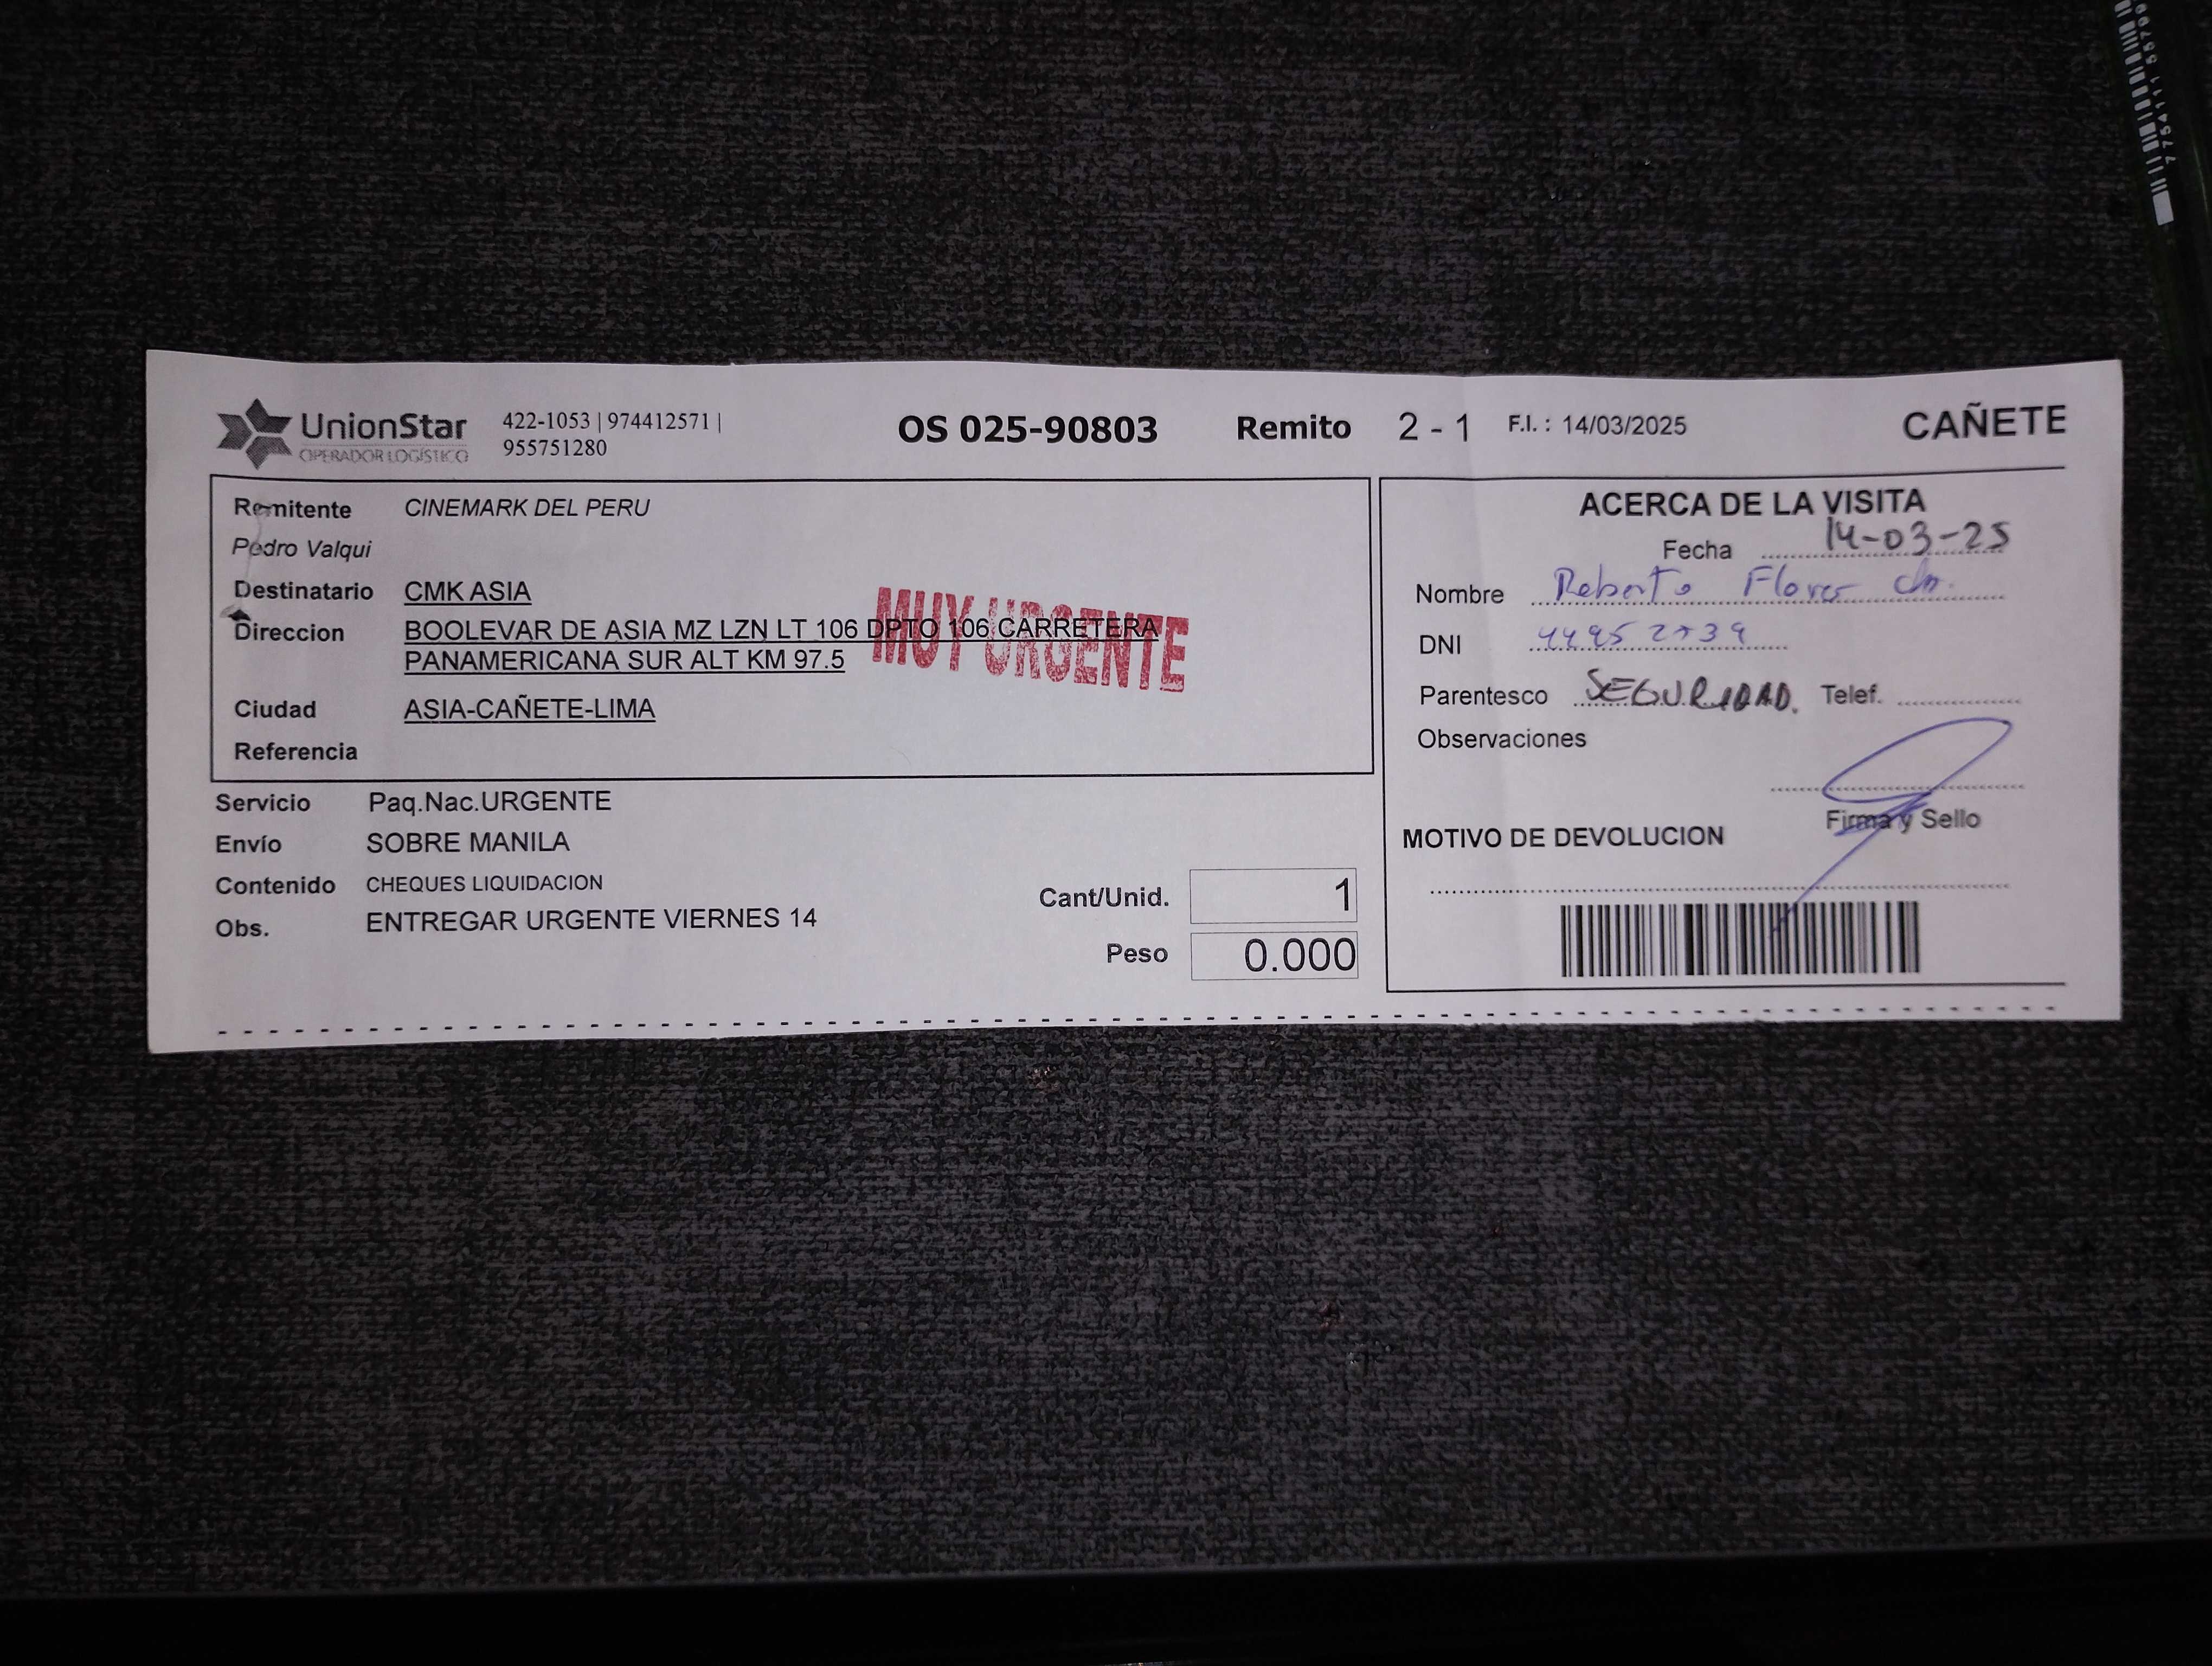 UnionStar
OPERADOR LOGÍSTICO
422-1053 | 974412571 |
955751280
OS 025-90803 Remito 2 - 1 F.I. : 14/03/2025 CAÑETE
Remitente CINEMARK DEL PERU
Pedro Valqui
Destinatario CMK ASIA
Direccion BOOLEVAR DE ASIA MZ LZN LT 106 DPTO 106 CARRETERA
PANAMERICANA SUR ALT KM 97.5
MUY URGENTE
Ciudad ASIA-CAÑETE-LIMA
Referencia
Servicio Paq.Nac.URGENTE
Envío SOBRE MANILA
Contenido CHEQUES LIQUIDACION
Obs. ENTREGAR URGENTE VIERNES 14
Cant/Unid. 1
Peso 0.000
ACERCA DE LA VISITA
Fecha 14-03-25
Nombre Roberto Flores
DNI
Parentesco SEGURIDAD. Telef.
Observaciones
Firma y Sello
MOTIVO DE DEVOLUCION